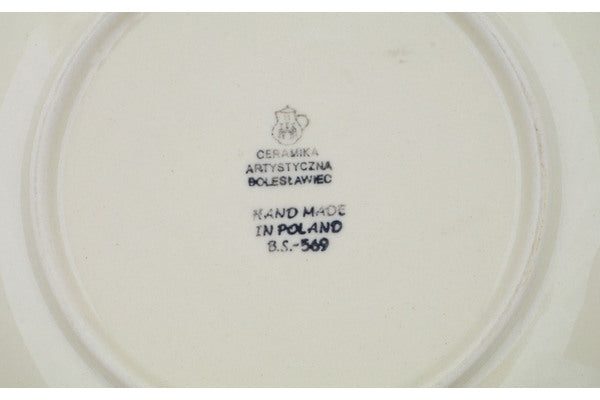 CERAMIKA
ARTYSTYCZNA
BOLESŁAWIEC
HAND MADE
IN POLAND
B.S.-569